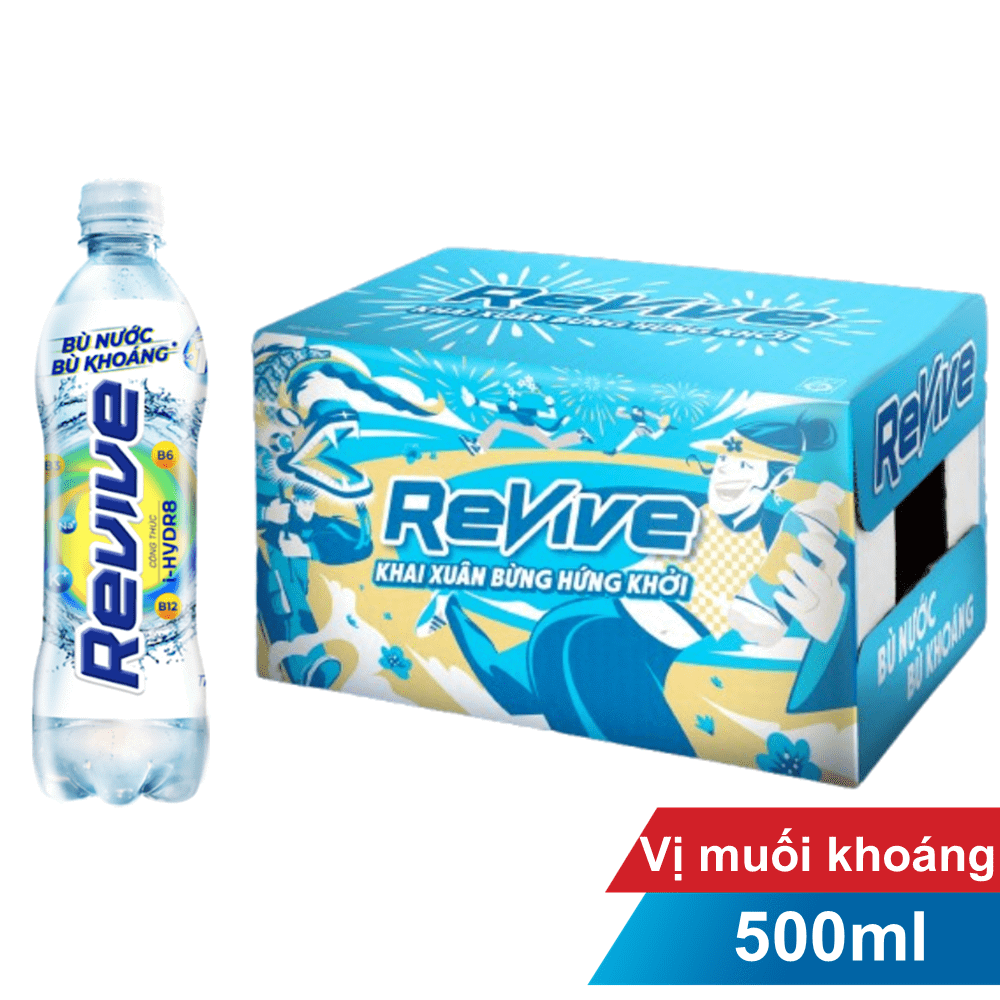 BÙ NƯỚC
BÙ KHOÁNG*
Revive
B6
Na+
CÔNG THỨC
i-HYDR8
B12
ReVive
KHAI XUÂN BỪNG HỨNG KHỞI
ReVive
KHAI XUÂN BỪNG HỨNG KHỞI
ReVive
BÙ NƯỚC
BÙ KHOÁNG
Vị muối khoáng
500ml